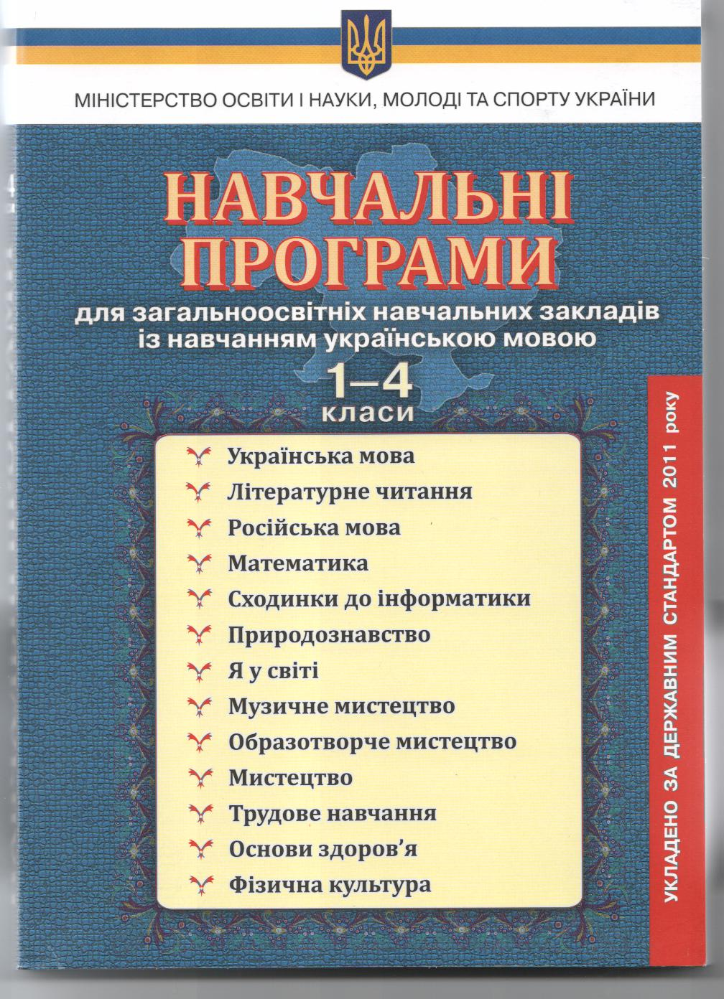 МІНІСТЕРСТВО ОСВІТИ І НАУКИ, МОЛОДІ ТА СПОРТУ УКРАЇНИ
НАВЧАЛЬНІ
ПРОГРАМИ
для загальноосвітніх навчальних закладів
із навчанням українською мовою
1–4
класи
Українська мова
Літературне читання
Російська мова
Математика
Сходинки до інформатики
Природознавство
Я у світі
Музичне мистецтво
Образотворче мистецтво
Мистецтво
Трудове навчання
Основи здоров’я
Фізична культура
УКЛАДЕНО ЗА ДЕРЖАВНИМ СТАНДАРТОМ 2011 року